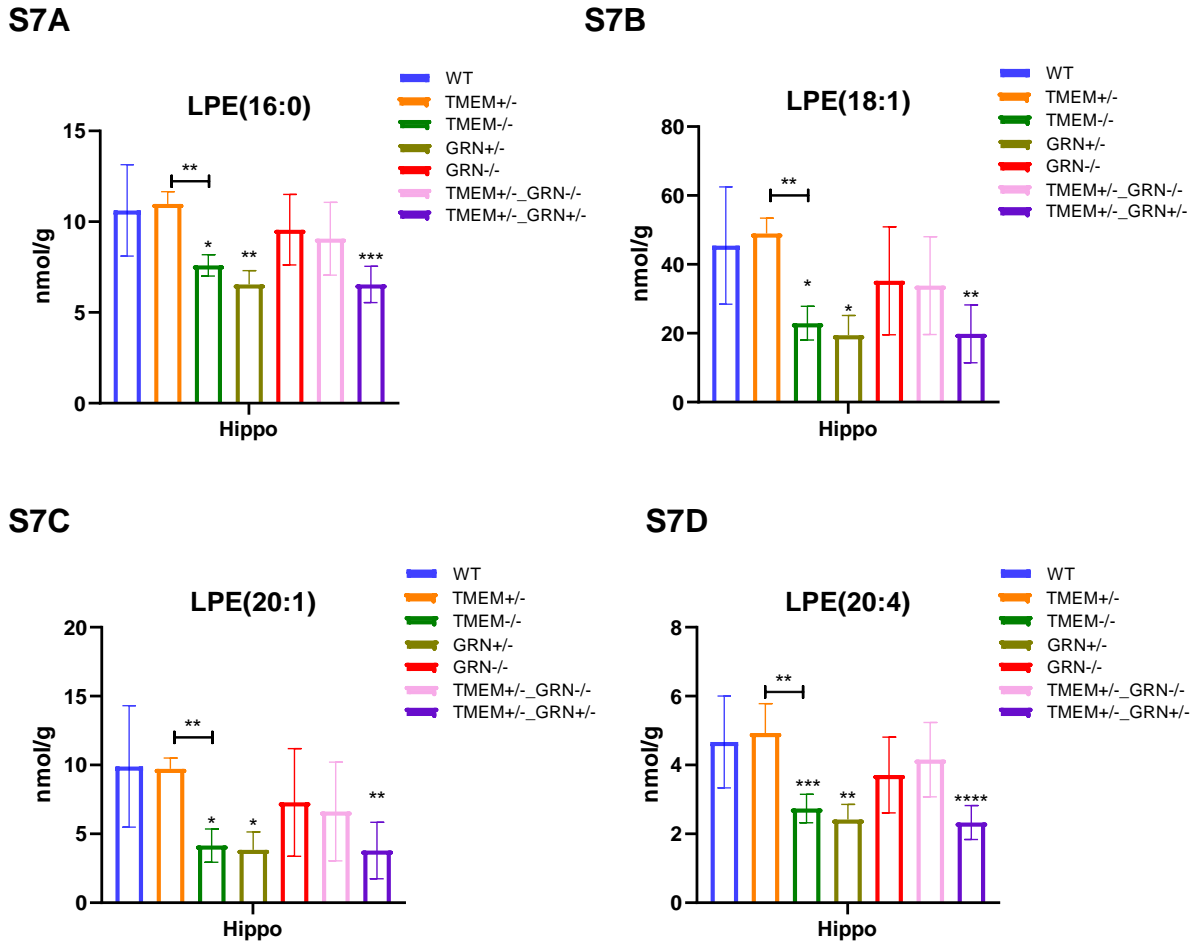 S7A
LPE(16:0)
WT
TMEM+/-
TMEM-/-
GRN+/-
GRN-/-
TMEM+/-_GRN-/-
TMEM+/-_GRN+/-
nmol/g
15
10
5
0
**
*
**
***
Hippo
S7B
LPE(18:1)
WT
TMEM+/-
TMEM-/-
GRN+/-
GRN-/-
TMEM+/-_GRN-/-
TMEM+/-_GRN+/-
nmol/g
80
60
40
20
0
**
*
*
**
Hippo
S7C
LPE(20:1)
WT
TMEM+/-
TMEM-/-
GRN+/-
GRN-/-
TMEM+/-_GRN-/-
TMEM+/-_GRN+/-
nmol/g
20
15
10
5
0
**
*
*
**
Hippo
S7D
LPE(20:4)
WT
TMEM+/-
TMEM-/-
GRN+/-
GRN-/-
TMEM+/-_GRN-/-
TMEM+/-_GRN+/-
nmol/g
8
6
4
2
0
**
***
**
****
Hippo